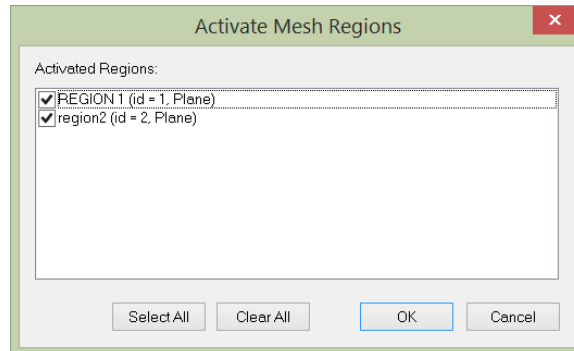 Activate Mesh Regions
Activated Regions:
REGION 1 (id = 1, Plane)
region2 (id = 2, Plane)
Select All Clear All OK Cancel